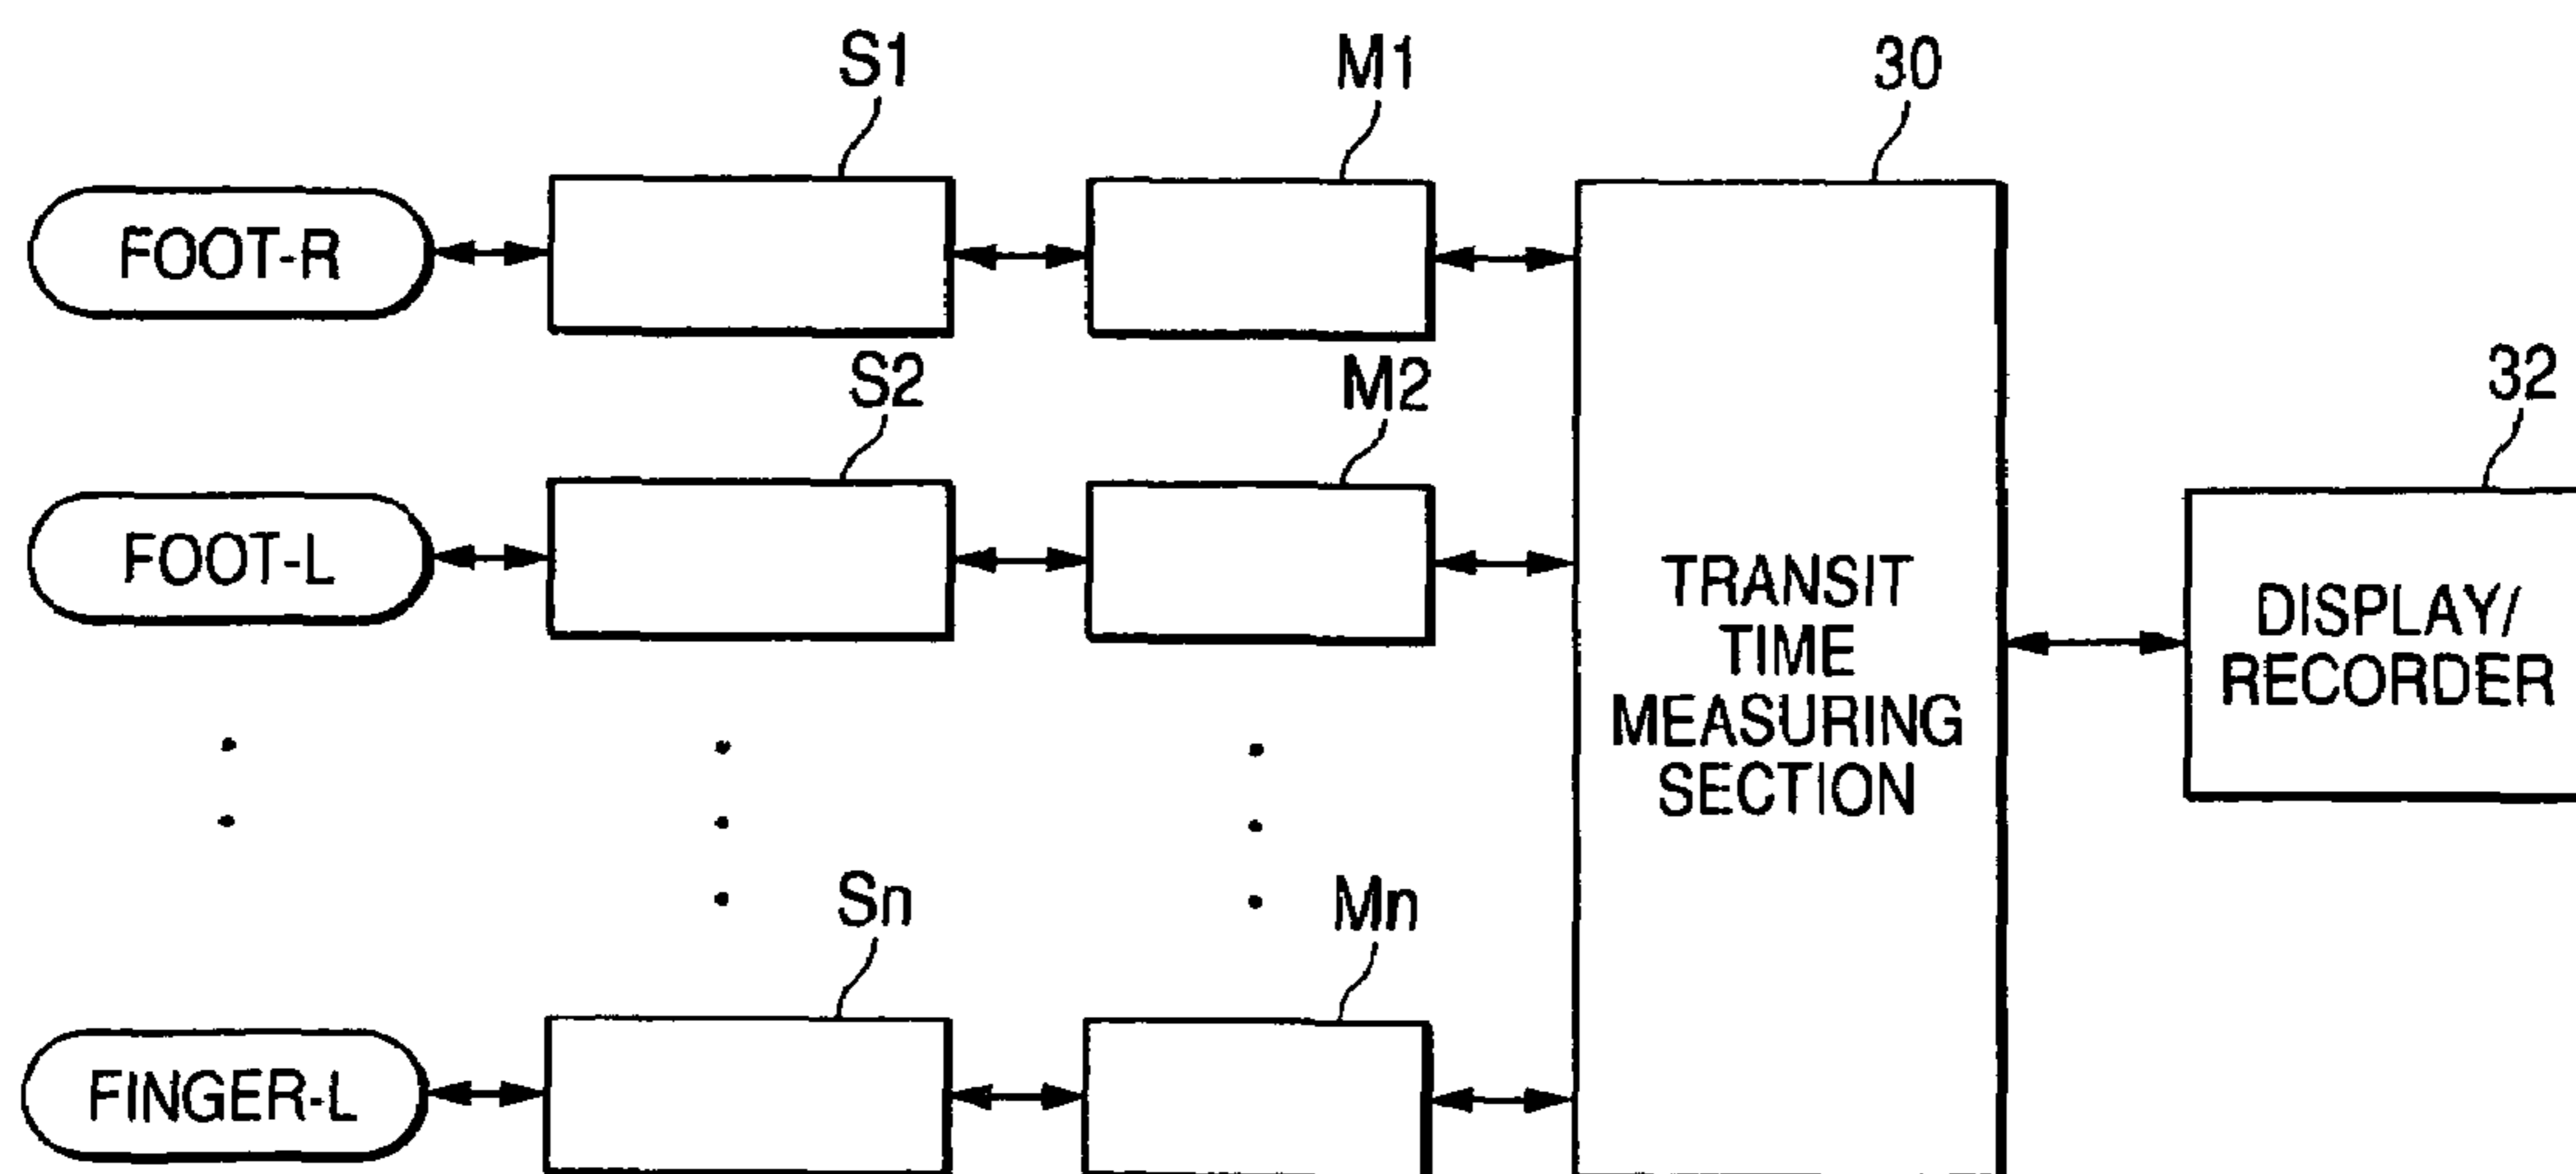 S1
M1
30
FOOT-R
S2
M2
32
FOOT-L
TRANSIT
TIME
MEASURING
SECTION
DISPLAY/
RECORDER
Sn
Mn
FINGER-L